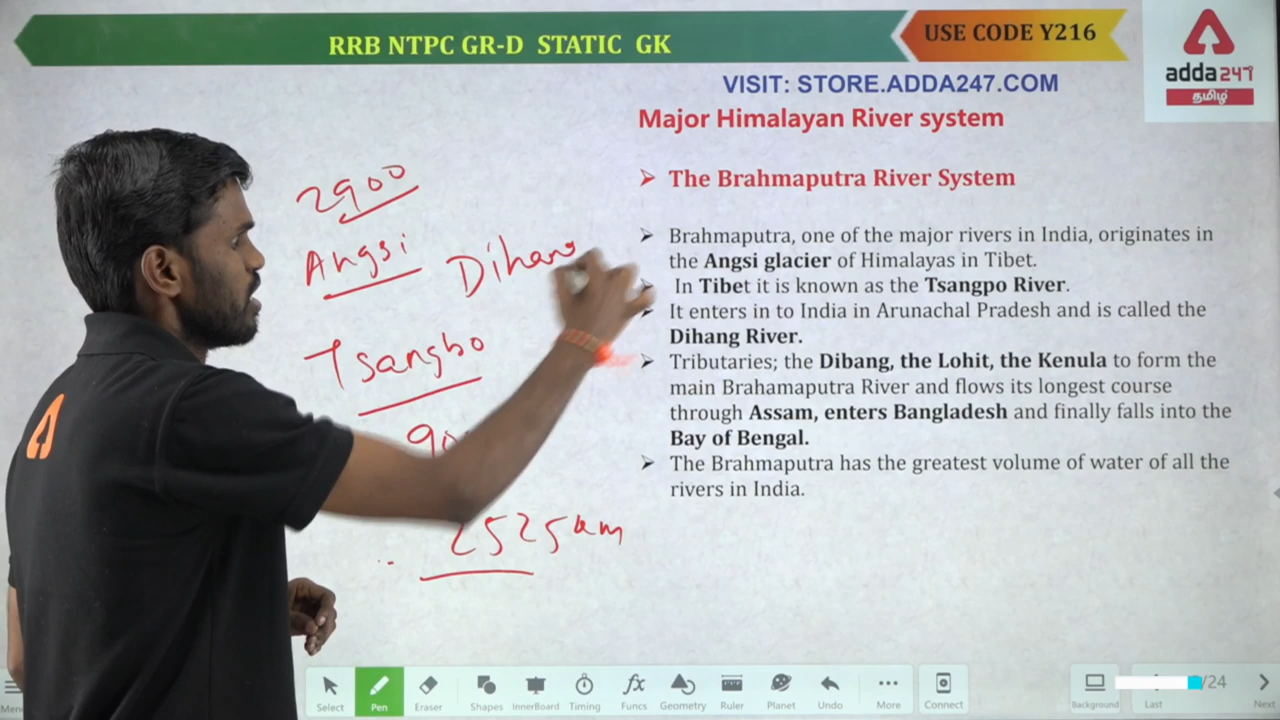 RRB NTPC GR-D STATIC GK
USE CODE Y216
adda247
தமிழ்
VISIT: STORE.ADDA247.COM
Major Himalayan River system
➤ The Brahmaputra River System
➤ Brahmaputra, one of the major rivers in India, originates in
the Angsi glacier of Himalayas in Tibet.
In Tibet it is known as the Tsangpo River.
It enters in to India in Arunachal Pradesh and is called the
Dihang River.
➤ Tributaries; the Dibang, the Lohit, the Kenula to form the
main Brahamaputra River and flows its longest course
through Assam, enters Bangladesh and finally falls into the
Bay of Bengal.
➤ The Brahmaputra has the greatest volume of water of all the
rivers in India.
2900
Angsi
Dihan
Tsangbo
90
2525 km
Select
Pen
Eraser
Shapes
InnerBoard
Timing
fx
Funcs
Geometry
Ruler
Planet
Undo
More
Connect
Background
/24
Last
Next